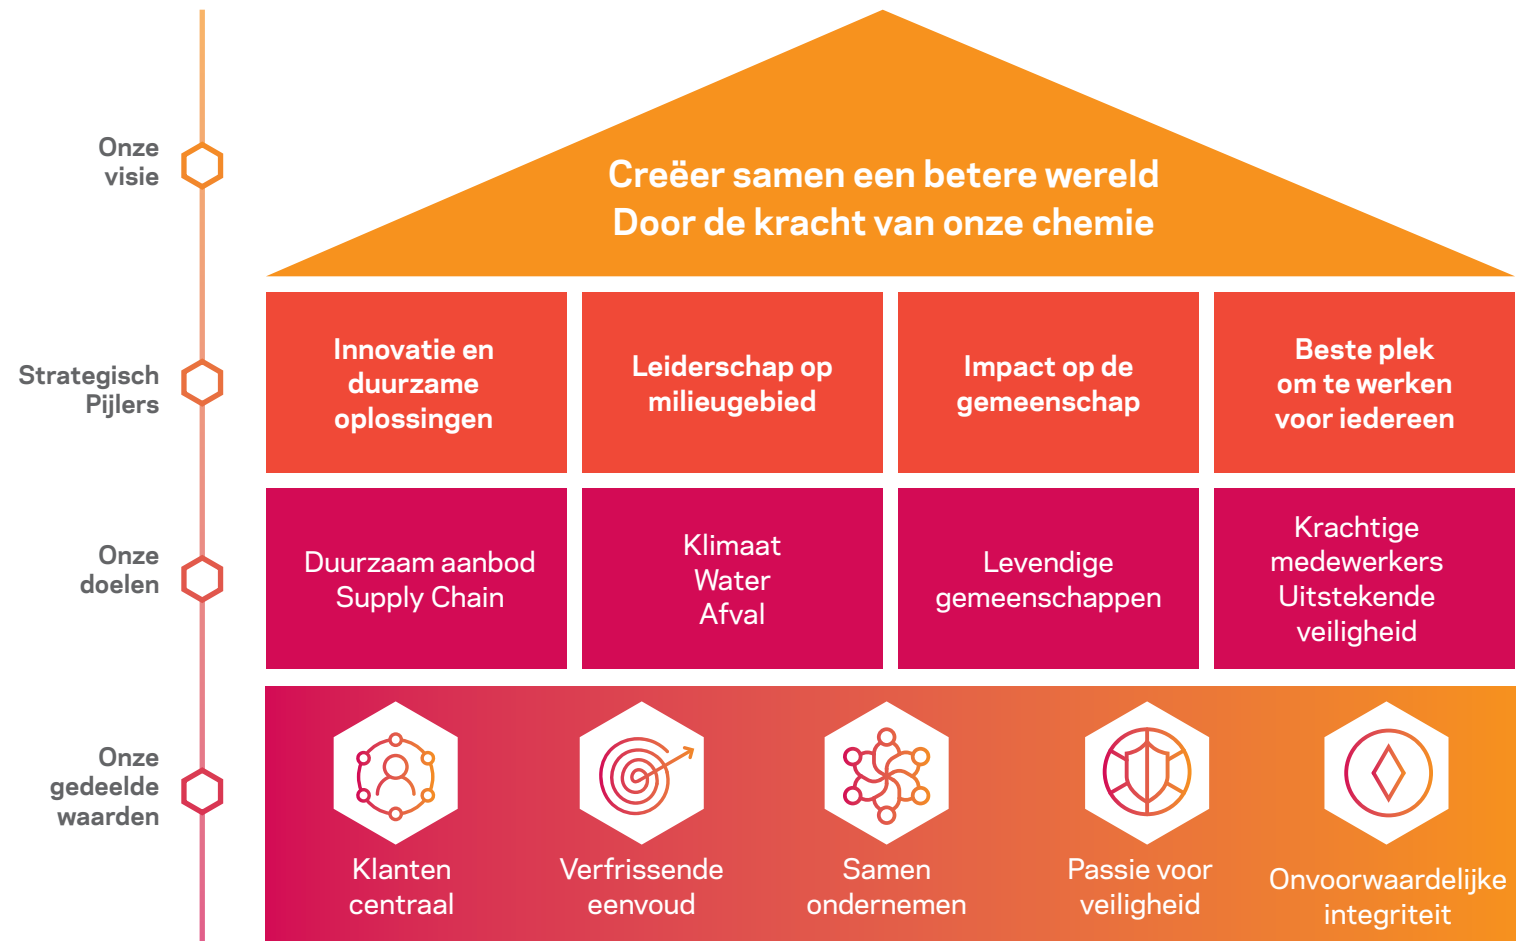 Onze
visie
Creëer samen een betere wereld
Door de kracht van onze chemie
Strategisch
Pijlers
Innovatie en
duurzame
oplossingen
Leiderschap op
milieugebied
Impact op de
gemeenschap
Beste plek
om te werken
voor iedereen
Onze
doelen
Duurzaam aanbod
Supply Chain
Klimaat
Water
Afval
Levendige
gemeenschappen
Krachtige
medewerkers
Uitstekende
veiligheid
Onze
gedeelde
waarden
Klanten
centraal
Verfrissende
eenvoud
Samen
ondernemen
Passie voor
veiligheid
Onvoorwaardelijke
integriteit